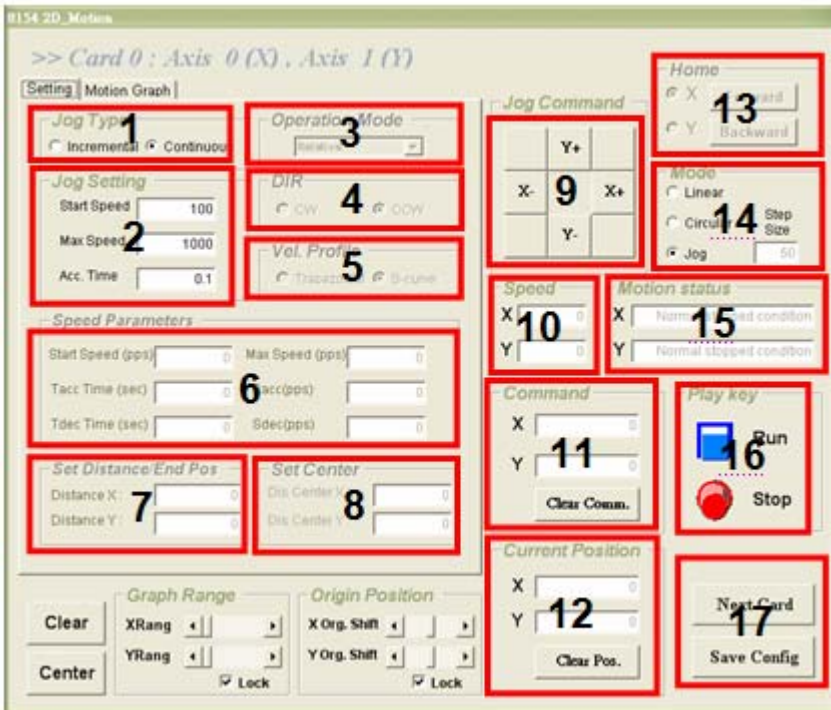 8154 2D_Motion
>> Card 0 : Axis 0 (X) , Axis 1 (Y)
Setting Motion Graph
Jog Type
1
Incremental Continuous
Operation Mode
3
Relative
Jog Setting
2
Start Speed 100
Max Speed 1000
Acc. Time 0.1
DIR
4
CW CCW
Vel. Profile
5
Trapezoidal S-curve
Speed Parameters
6
Start Speed (pps) 0 Max Speed (pps) 0
Tacc Time (sec) 0 Sacc(pps) 0
Tdec Time (sec) 0 Sdec(pps) 0
Set Distance/End Pos
7
Distance X : 0
Distance Y : 0
Set Center
8
Dis Center X 0
Dis Center Y 0
Clear
Center
Graph Range
XRang
YRang
Lock
Origin Position
X Org. Shift
Y Org. Shift
Lock
Jog Command
Y+
X- 9 X+
Y-
Speed
10
X 0
Y 0
Command
11
X 0
Y 0
Clear Comm.
Current Position
12
X 0
Y 0
Clear Pos.
Home
13
X Forward
Y Backward
Mode
14
Linear
Circular Step
Size
Jog 50
Motion status
15
X Normal stopped condition
Y Normal stopped condition
Play key
16
Run
Stop
Next Card
17
Save Config